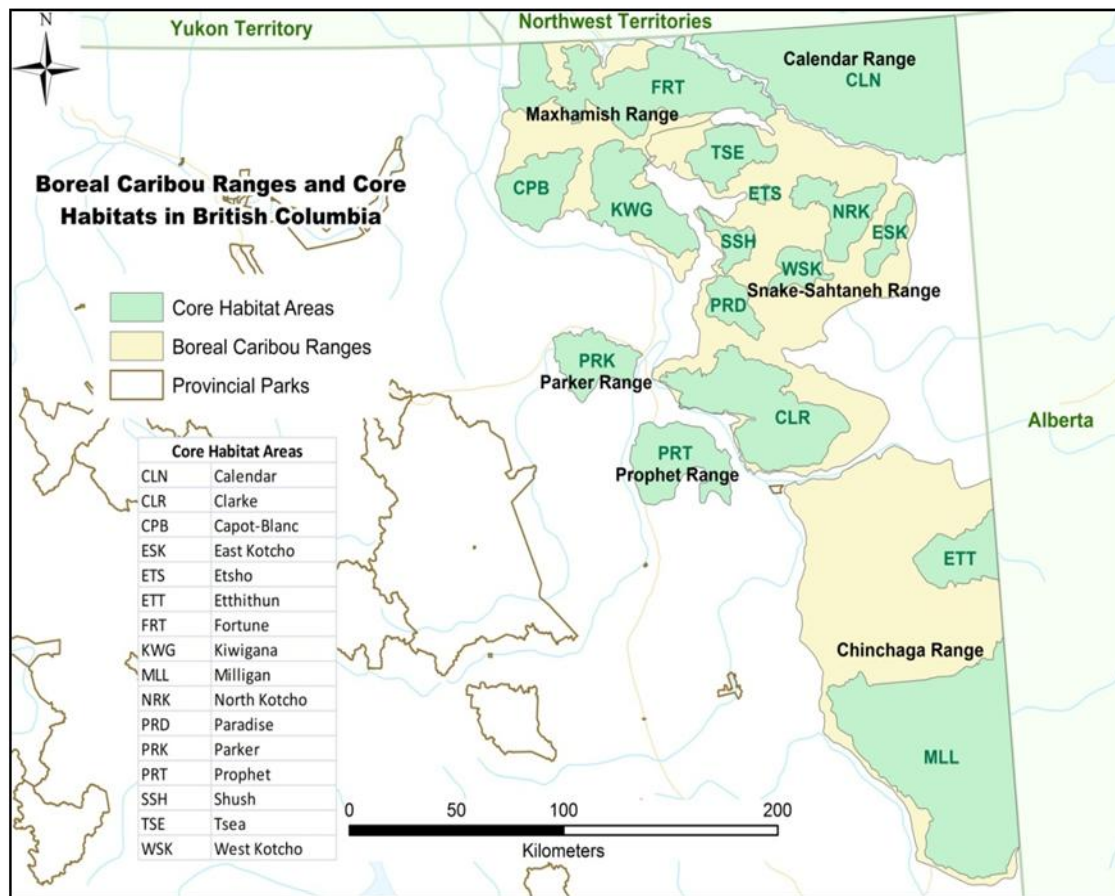 N
Yukon Territory
Northwest Territories
Calendar Range
CLN
FRT
Maxhamish Range
TSE
Boreal Caribou Ranges and Core
Habitats in British Columbia
CPB
KWG
ETS
NRK
ESK
SSH
WSK
Snake-Sahtaneh Range
PRD
Core Habitat Areas
Boreal Caribou Ranges
Provincial Parks
PRK
Parker Range
CLR
Alberta
PRT
Prophet Range
Core Habitat Areas
CLN Calendar
CLR Clarke
CPB Capot-Blanc
ESK East Kotcho
ETS Etsho
ETT Etthithun
FRT Fortune
KWG Kiwigana
MLL Milligan
NRK North Kotcho
PRD Paradise
PRK Parker
PRT Prophet
SSH Shush
TSE Tsea
WSK West Kotcho
ETT
Chinchaga Range
MLL
0 50 100 200
Kilometers